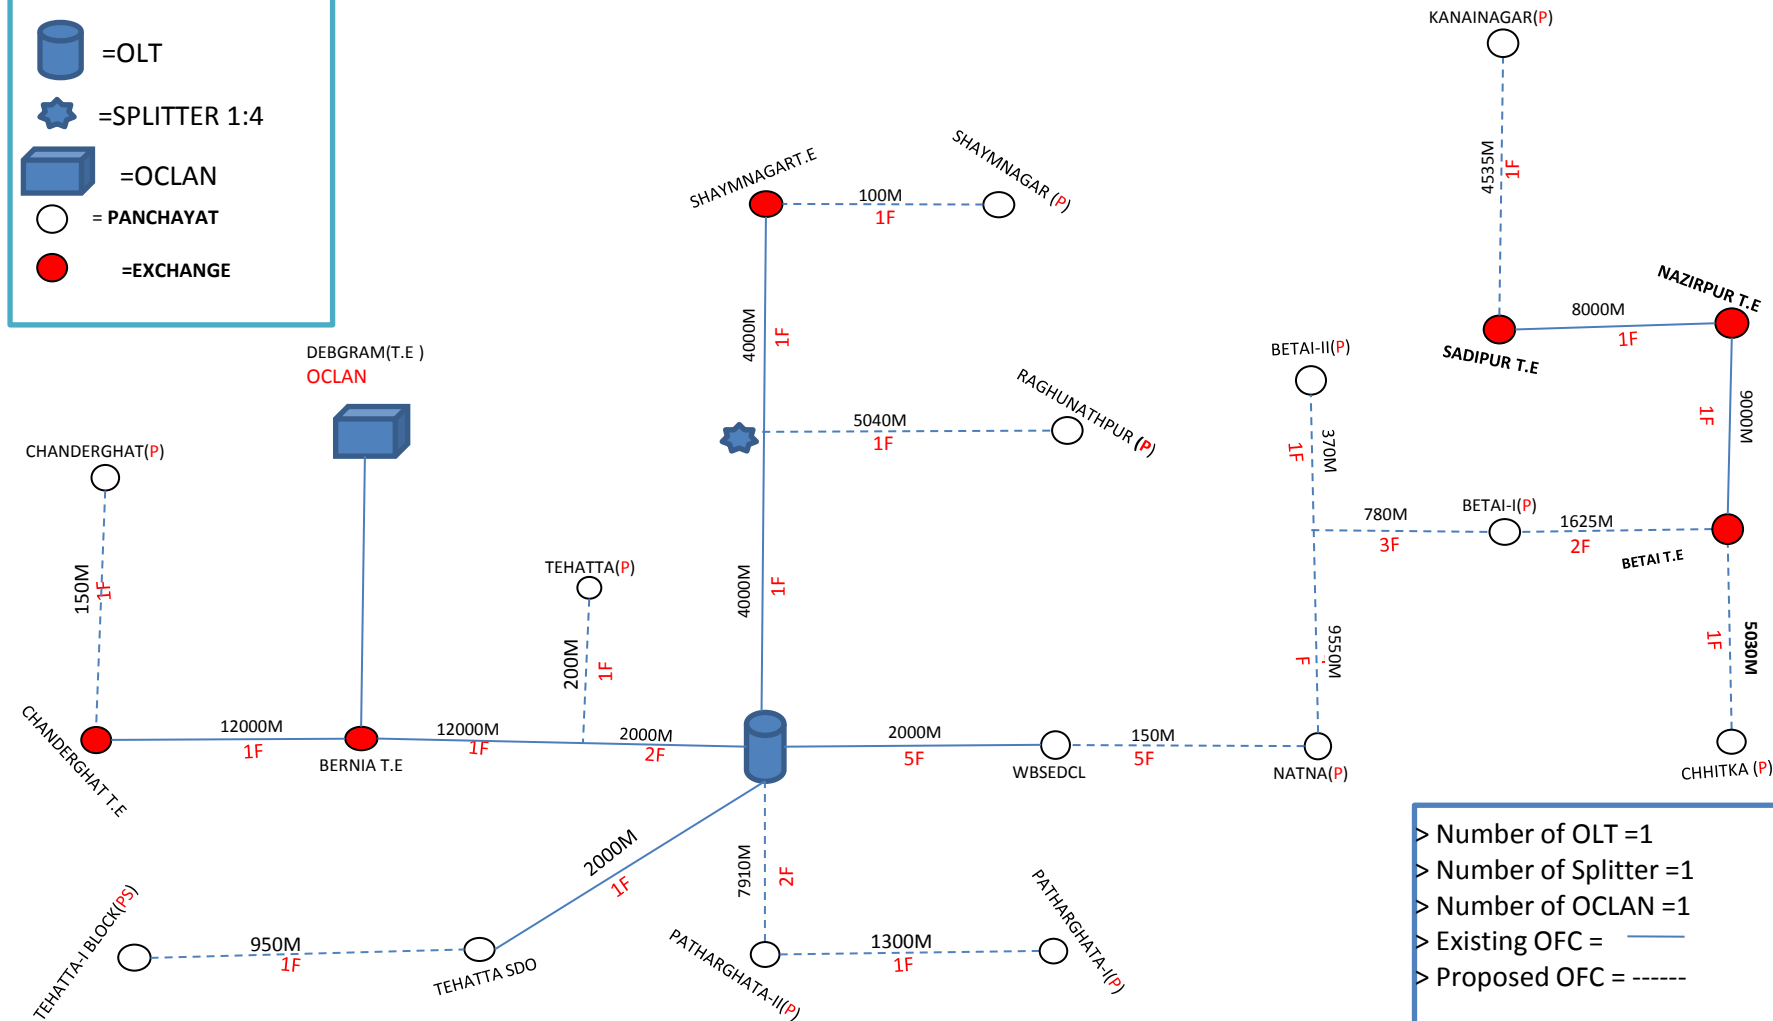 =OLT
=SPLITTER 1:4
=OCLAN
= PANCHAYAT
=EXCHANGE
KANAINAGAR(P)
4535M
1F
SHAYMNAGART.E
SHAYMNAGAR (P)
100M
1F
NAZIRPUR T.E
8000M
1F
SADIPUR T.E
4000M
1F
DEBGRAM(T.E )
OCLAN
BETAI-II(P)
RAGHUNATHPUR (P)
5040M
1F
370M
1F
9000M
1F
CHANDERGHAT(P)
150M
1F
BETAI-I(P)
780M
3F
1625M
2F
BETAI T.E
TEHATTA(P)
200M
1F
4000M
1F
9550M
F
5030M
1F
CHANDERGHAT T.E
12000M
1F
BERNIA T.E
12000M
1F
2000M
2F
2000M
5F
WBSEDCL
150M
5F
NATNA(P)
CHHITKA (P)
2000M
1F
7910M
2F
TEHATTA-I BLOCK(PS)
950M
1F
TEHATTA SDO
PATHARGHATA-II(P)
1300M
1F
PATHARGHATA-I(P)
> Number of OLT =1
> Number of Splitter =1
> Number of OCLAN =1
> Existing OFC =
> Proposed OFC = ------